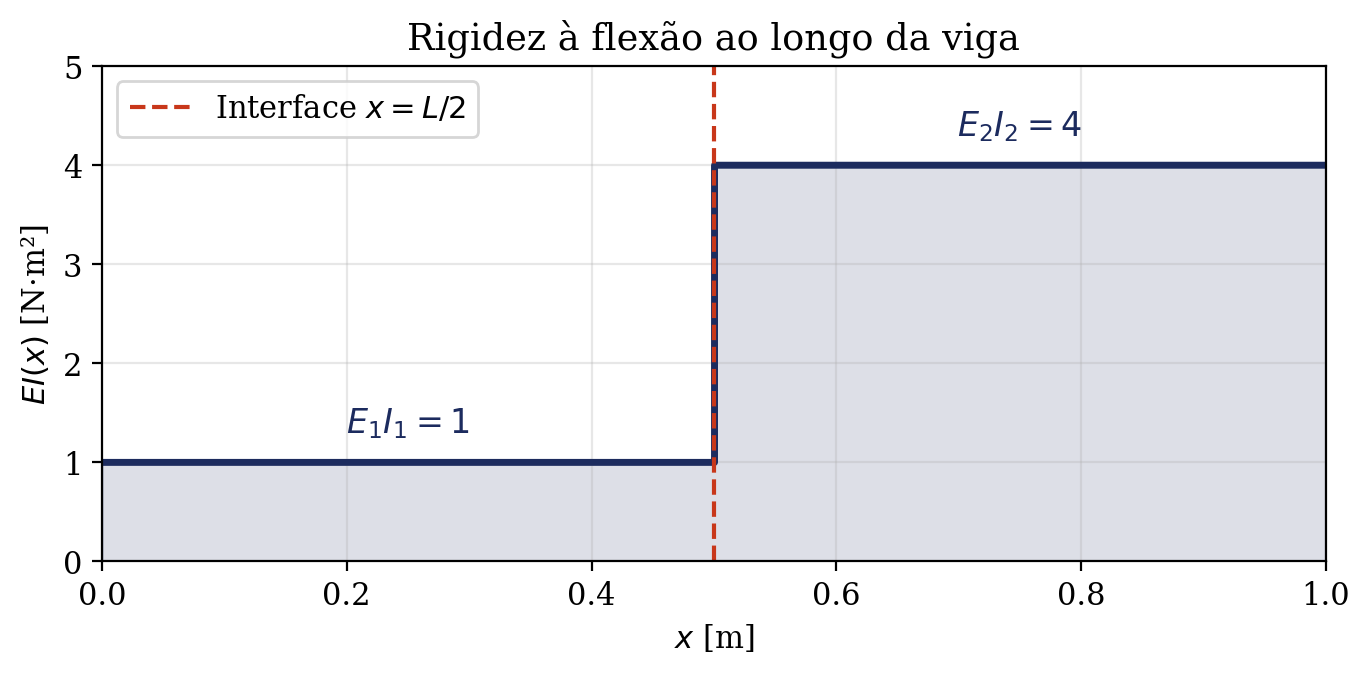 Rigidez à flexão ao longo da viga
Interface x = L/2
E₂I₂ = 4
E₁I₁ = 1
EI(x) [N·m²]
5
4
3
2
1
0
0.0 0.2 0.4 0.6 0.8 1.0
x [m]